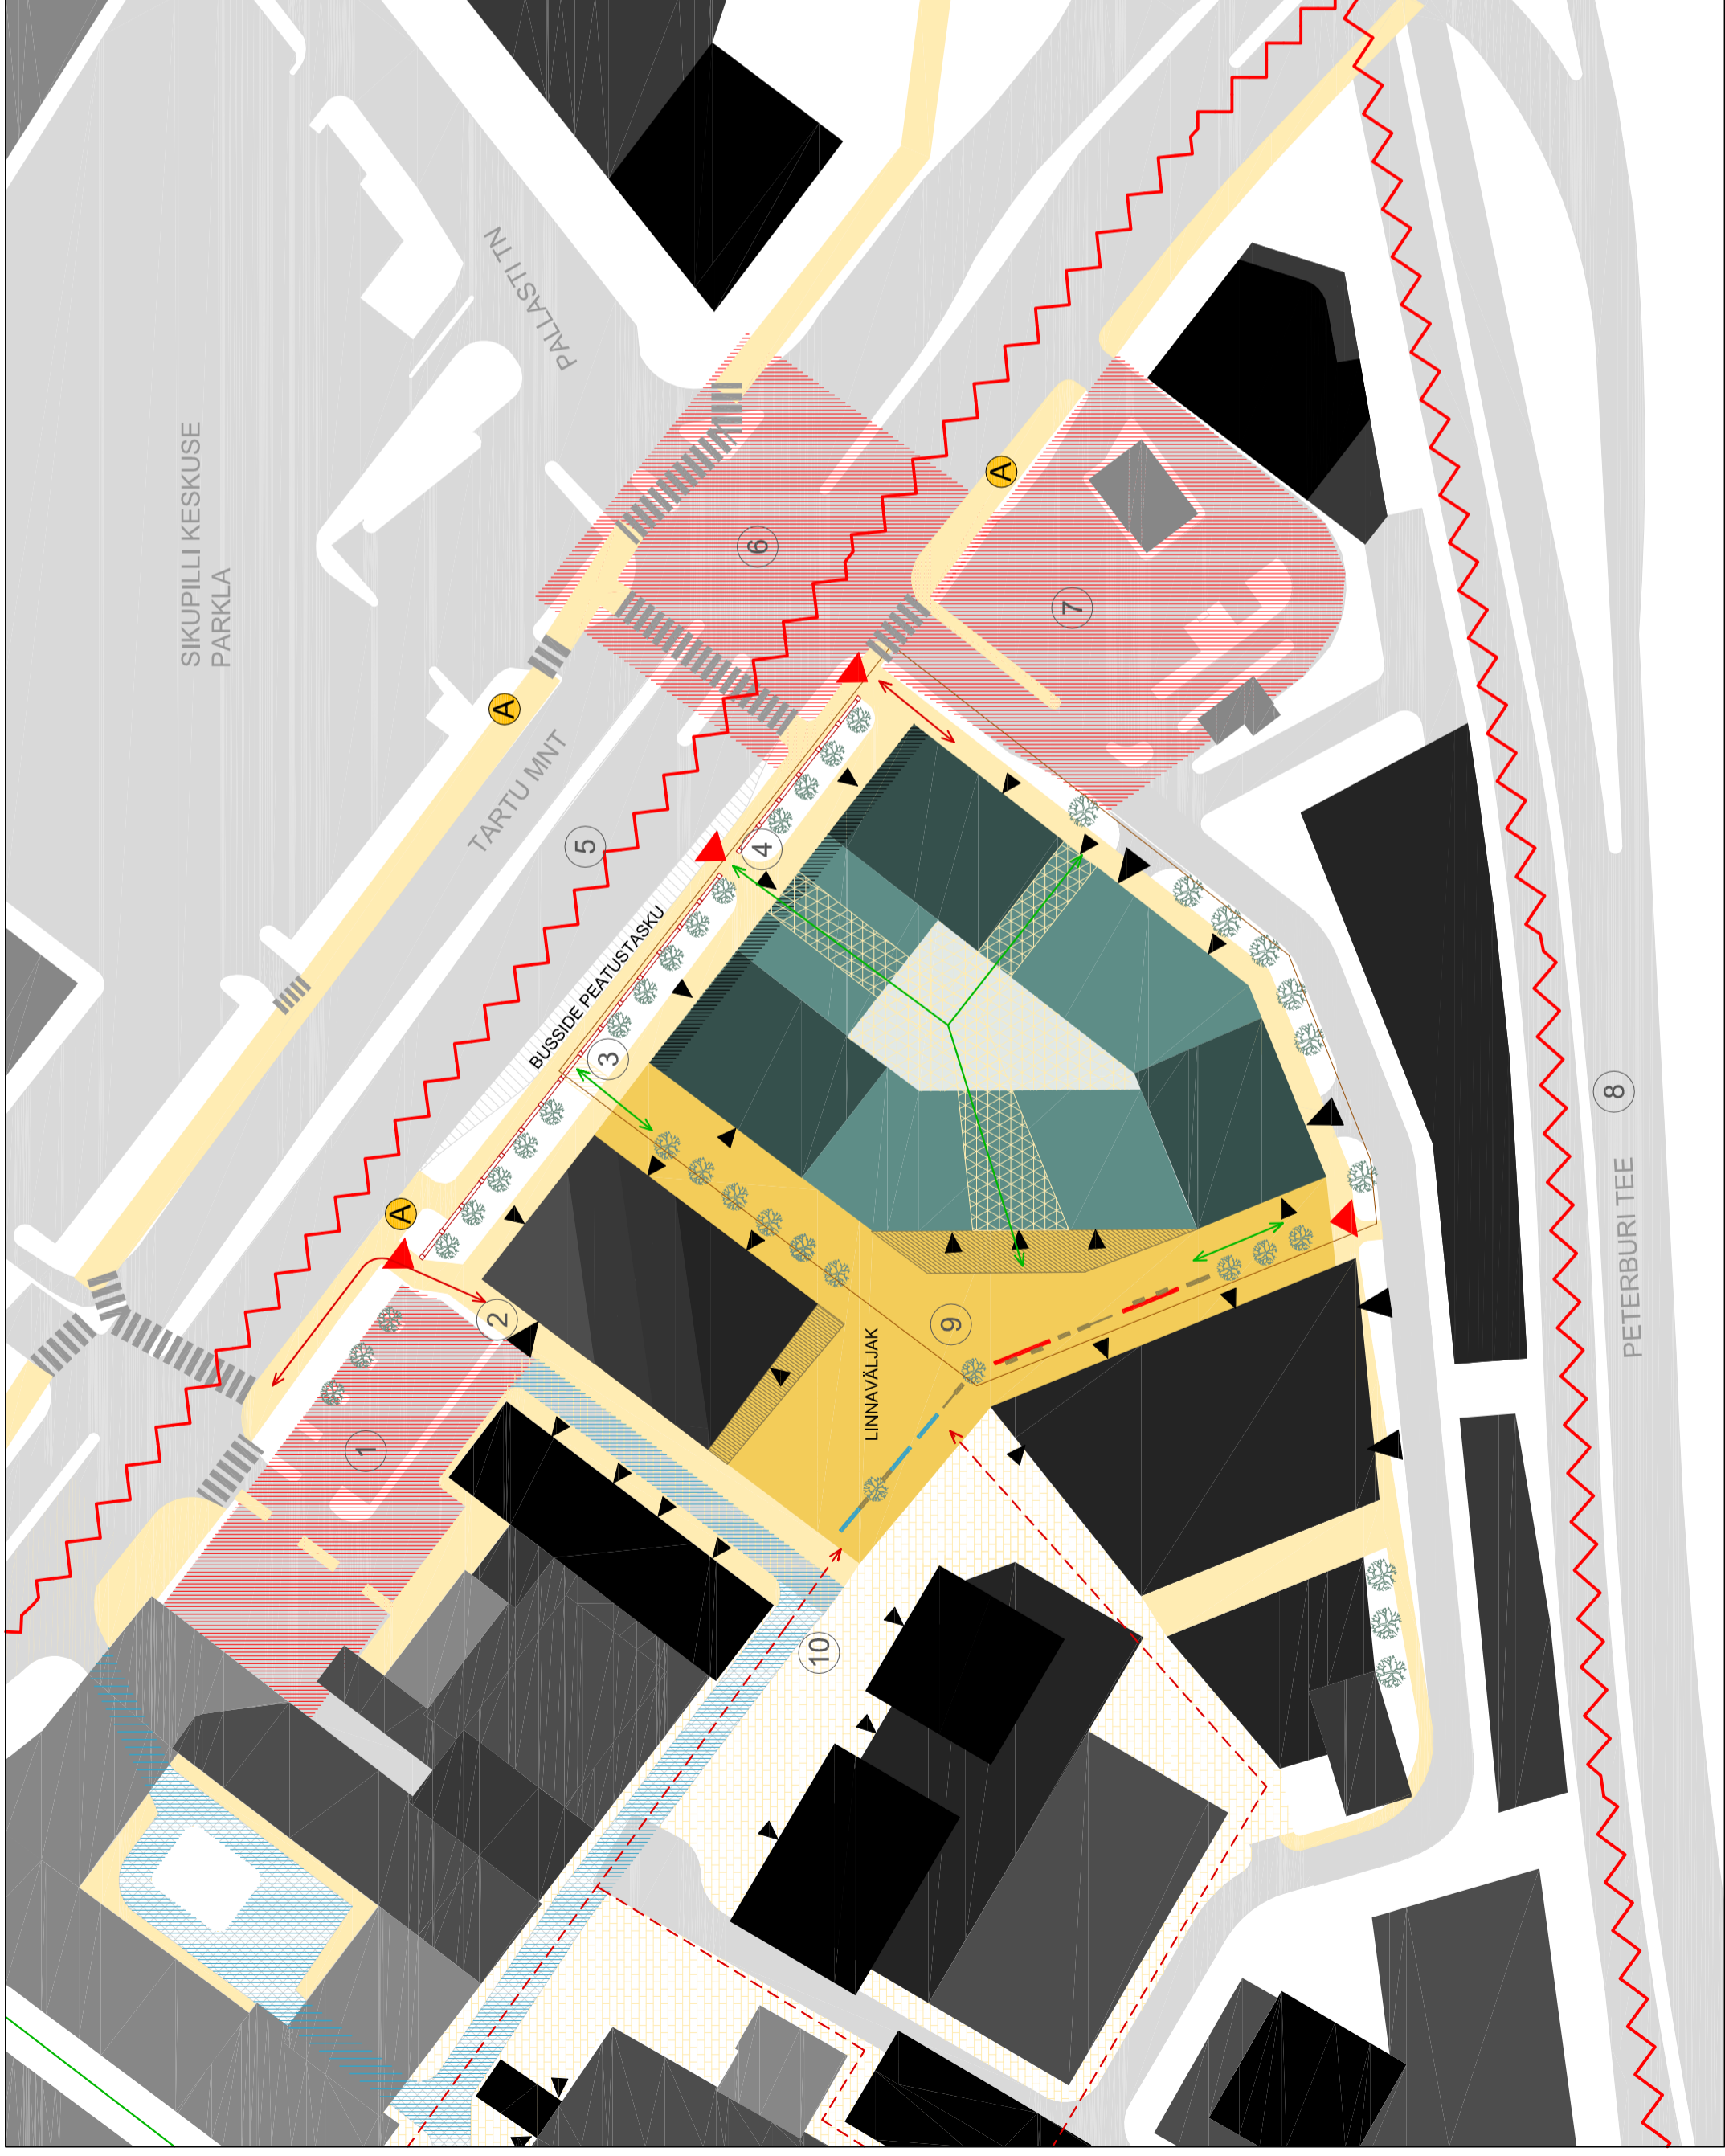 SIKUPILLI KESKUSE
PARKLA
PALLASTI TN
TARTU MNT
BUSSIDE PEATUSTASKU
LINNAVÄLJAK
PETERBURI TEE
A
A
A
1
2
3
4
5
6
7
8
9
10